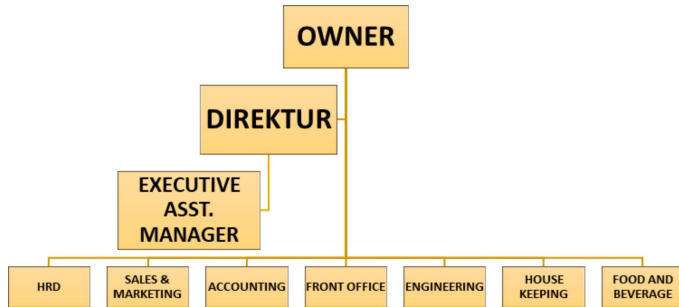 OWNER
DIREKTUR
EXECUTIVE
ASST.
MANAGER
HRD
SALES &
MARKETING
ACCOUNTING
FRONT OFFICE
ENGINEERING
HOUSE
KEEPING
FOOD AND
BEVERAGE